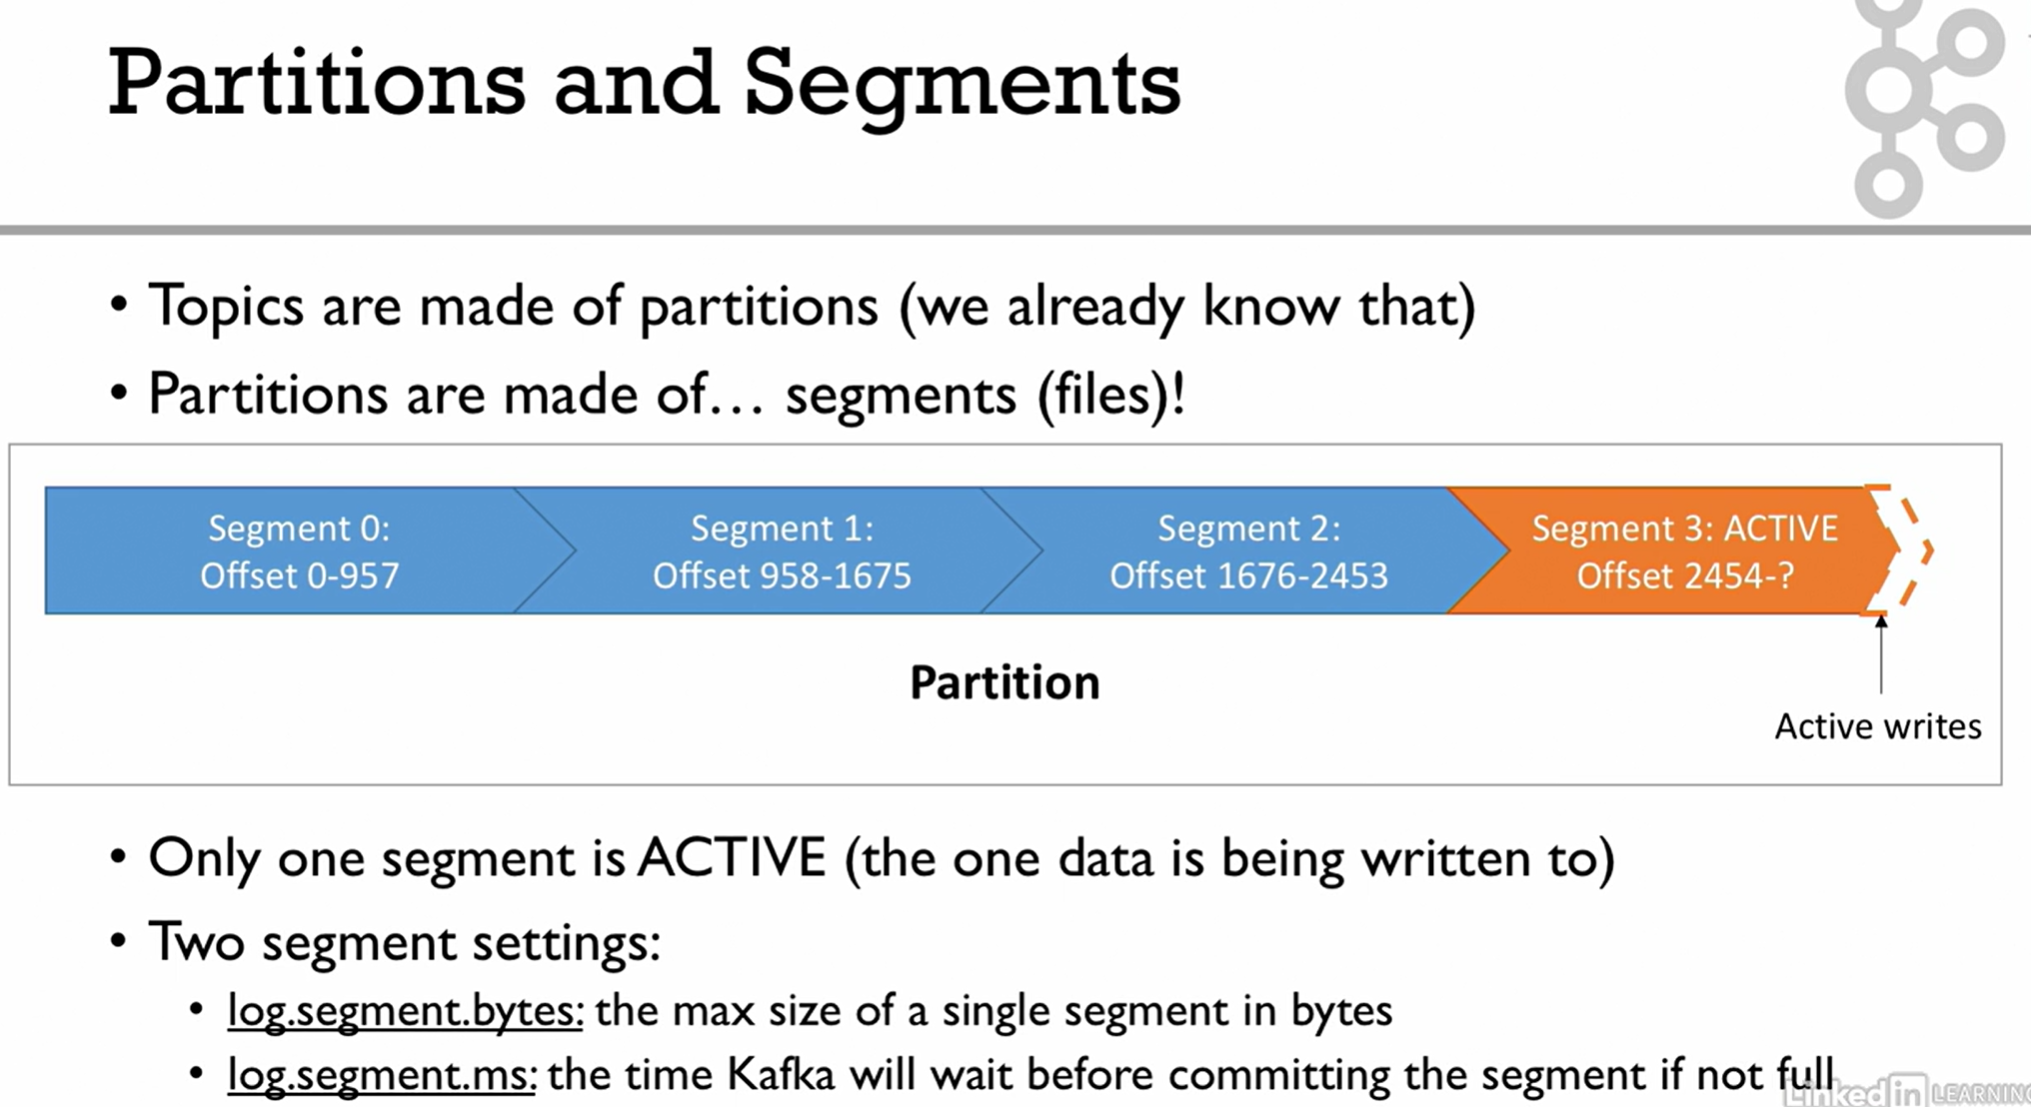 Partitions and Segments
• Topics are made of partitions (we already know that)
• Partitions are made of... segments (files)!
Segment 0:
Offset 0-957
Segment 1:
Offset 958-1675
Segment 2:
Offset 1676-2453
Segment 3: ACTIVE
Offset 2454-?
Partition
Active writes
• Only one segment is ACTIVE (the one data is being written to)
• Two segment settings:
• log.segment.bytes: the max size of a single segment in bytes
• log.segment.ms: the time Kafka will wait before committing the segment if not full
Linked in LEARNING